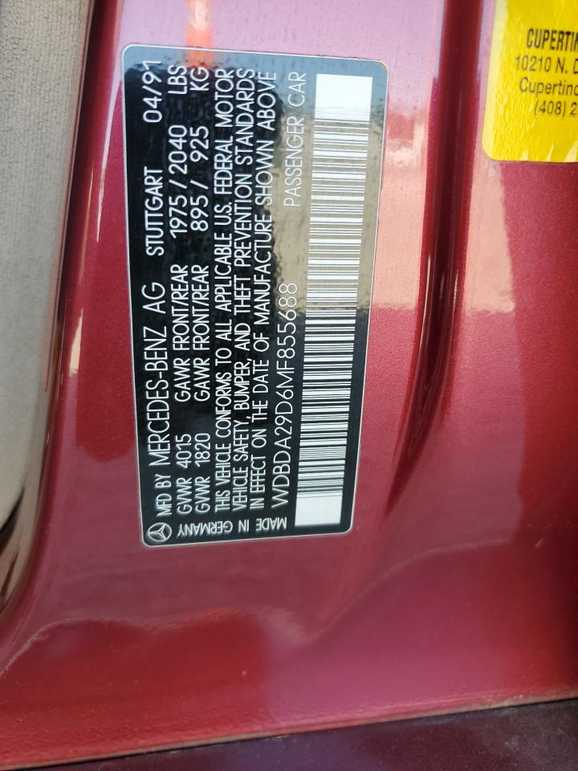 MFD BY MERCEDES-BENZ AG STUTTGART 04/91
GVWR 4015 GAWR FRONT/REAR 1975/2040 LBS
GVWR 1820 GAWR FRONT/REAR 895/ 925 KG
THIS VEHICLE CONFORMS TO ALL APPLICABLE U.S. FEDERAL MOTOR
VEHICLE SAFETY, BUMPER, AND THEFT PREVENTION STANDARDS
IN EFFECT ON THE DATE OF MANUFACTURE SHOWN ABOVE
WDBDA29D6MF855688 PASSENGER CAR
MADE IN GERMANY
CUPERTIN
10210 N. D
Cupertino
(408) 2